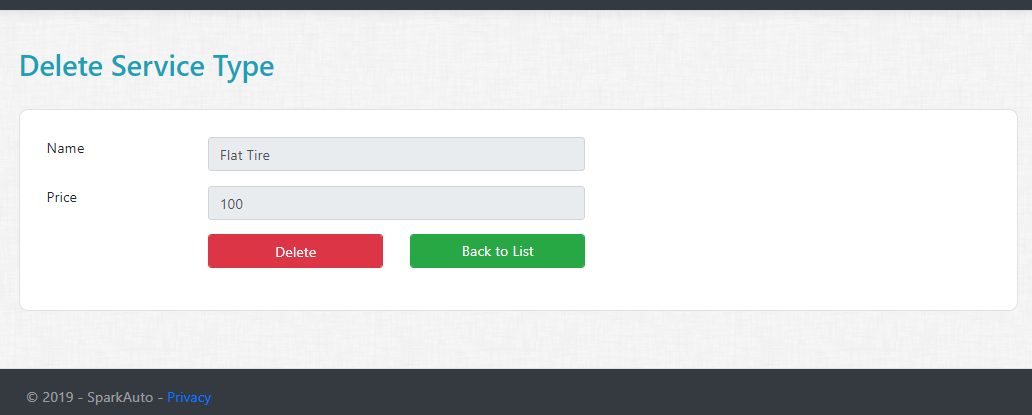 Delete Service Type
Name
Flat Tire
Price
100
Delete
Back to List
© 2019 - SparkAuto - Privacy